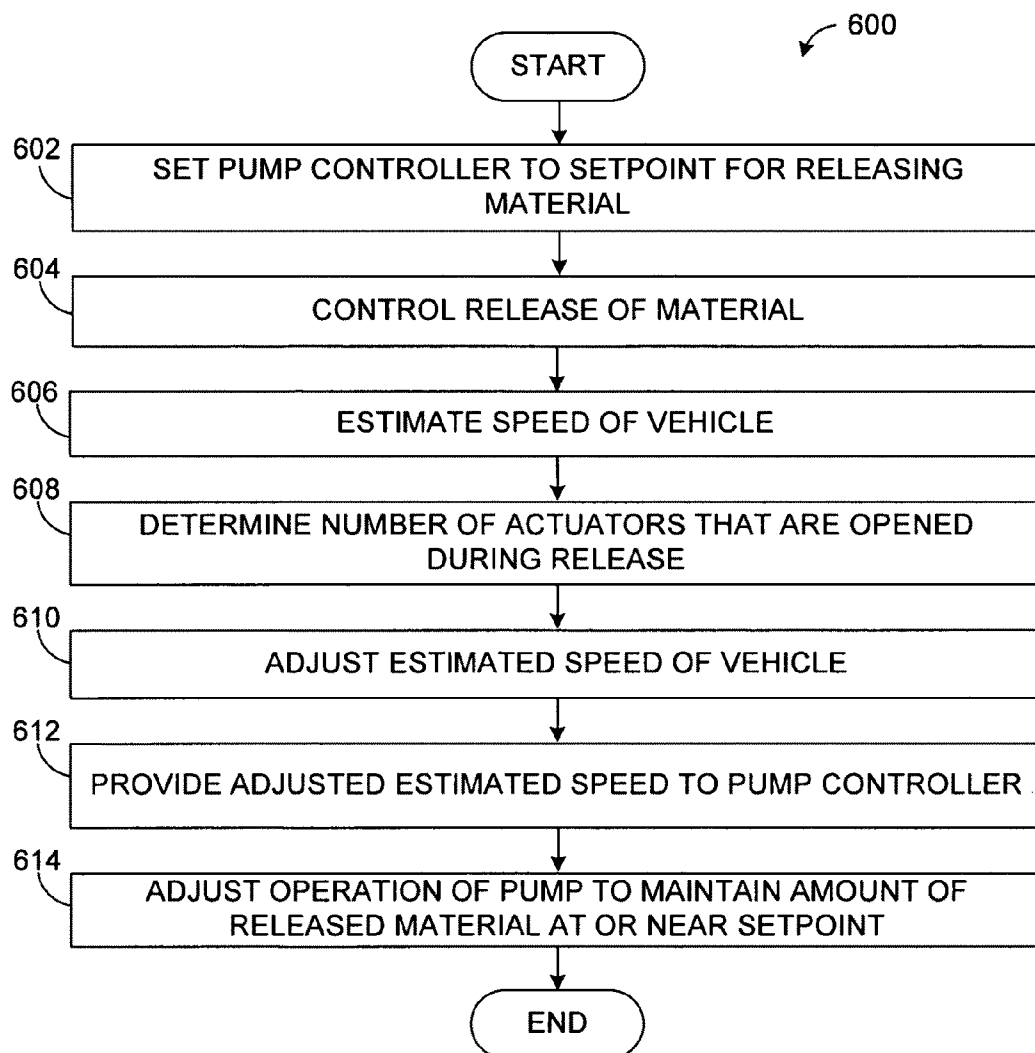 600
START
602
SET PUMP CONTROLLER TO SETPOINT FOR RELEASING
MATERIAL
604
CONTROL RELEASE OF MATERIAL
606
ESTIMATE SPEED OF VEHICLE
608
DETERMINE NUMBER OF ACTUATORS THAT ARE OPENED
DURING RELEASE
610
ADJUST ESTIMATED SPEED OF VEHICLE
612
PROVIDE ADJUSTED ESTIMATED SPEED TO PUMP CONTROLLER
614
ADJUST OPERATION OF PUMP TO MAINTAIN AMOUNT OF
RELEASED MATERIAL AT OR NEAR SETPOINT
END